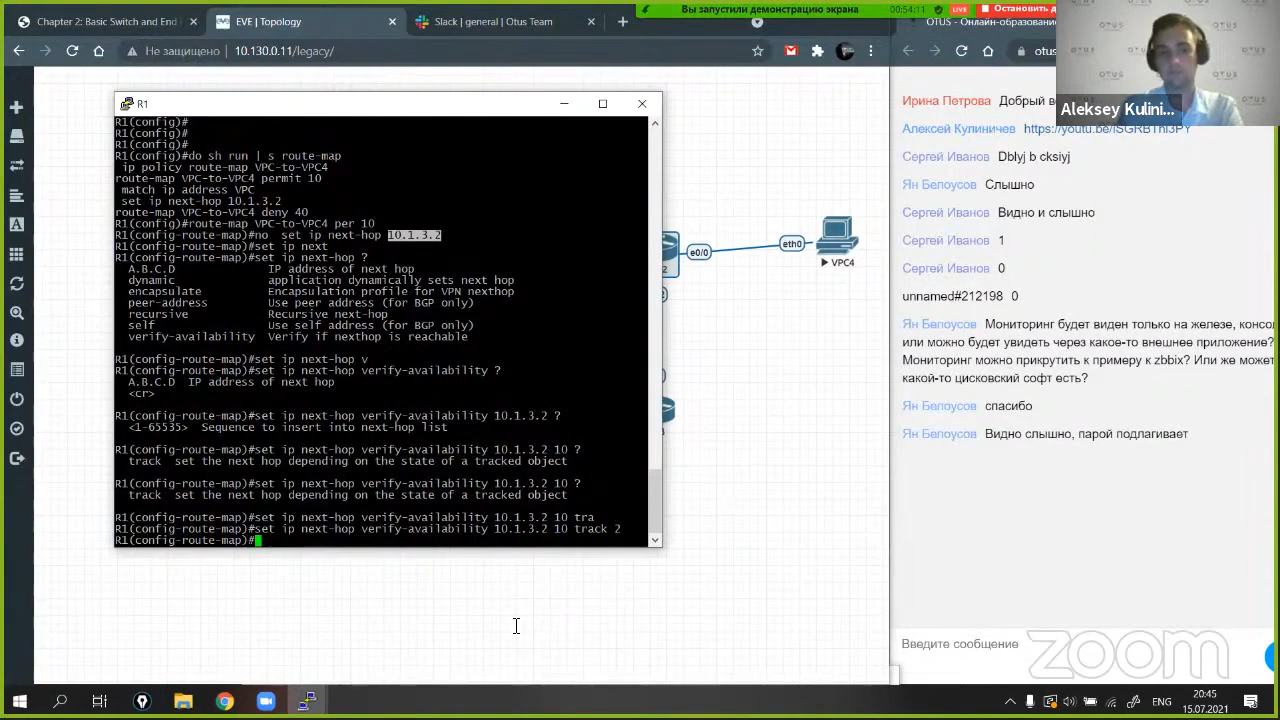 Chapter 2: Basic Switch and End
EVE | Topology
Slack | general | Otus Team
Вы запустили демонстрацию экрана
00:54:11
LIVE
Остановить д
OTUS - Онлайн-образование
Не защищено
10.130.0.11/legacy/
otus
Aleksey Kulini...
R1
R1(config)#
R1(config)#
R1(config)#
R1(config)#do sh run | s route-map
ip policy route-map VPC-to-VPC4
route-map VPC-to-VPC4 permit 10
match ip address VPC
set ip next-hop 10.1.3.2
route-map VPC-to-VPC4 deny 40
R1(config)#route-map VPC-to-VPC4 per 10
R1(config-route-map)#no  set ip next-hop 10.1.3.2
R1(config-route-map)#set ip next
R1(config-route-map)#set ip next-hop ?
A.B.C.D              IP address of next hop
dynamic              application dynamically sets next hop
encapsulate          Encapsulation profile for VPN nexthop
peer-address         Use peer address (for BGP only)
recursive            Recursive next-hop
self                 Use self address (for BGP only)
verify-availability  Verify if nexthop is reachable
R1(config-route-map)#set ip next-hop v
R1(config-route-map)#set ip next-hop verify-availability ?
A.B.C.D  IP address of next hop
<cr>
R1(config-route-map)#set ip next-hop verify-availability 10.1.3.2 ?
<1-65535>  Sequence to insert into next-hop list
R1(config-route-map)#set ip next-hop verify-availability 10.1.3.2 10 ?
track  set the next hop depending on the state of a tracked object
R1(config-route-map)#set ip next-hop verify-availability 10.1.3.2 10 ?
track  set the next hop depending on the state of a tracked object
R1(config-route-map)#set ip next-hop verify-availability 10.1.3.2 10 tra
R1(config-route-map)#set ip next-hop verify-availability 10.1.3.2 10 track 2
R1(config-route-map)#
2
e0/0
eth0
VPC4
Ирина Петрова Добрый
Алексей Куличичев
Сергей Иванов Dblyj b cksiyj
Ян Белоусов Слышно
Сергей Иванов Видно и слышно
Сергей Иванов 1
Сергей Иванов 0
unnamed#212198 0
Ян Белоусов Мониторинг будет виден только на железе, консол
или можно будет увидеть через какое-то внешнее приложение?
Мониторинг можно прикрутить к примеру к zbbix? Или же может
какой-то цисковский софт есть?
Ян Белоусов спасибо
Ян Белоусов Видно слышно, парой подлагивает
Введите сообщение
zoom
ENG
20:45
15.07.2021